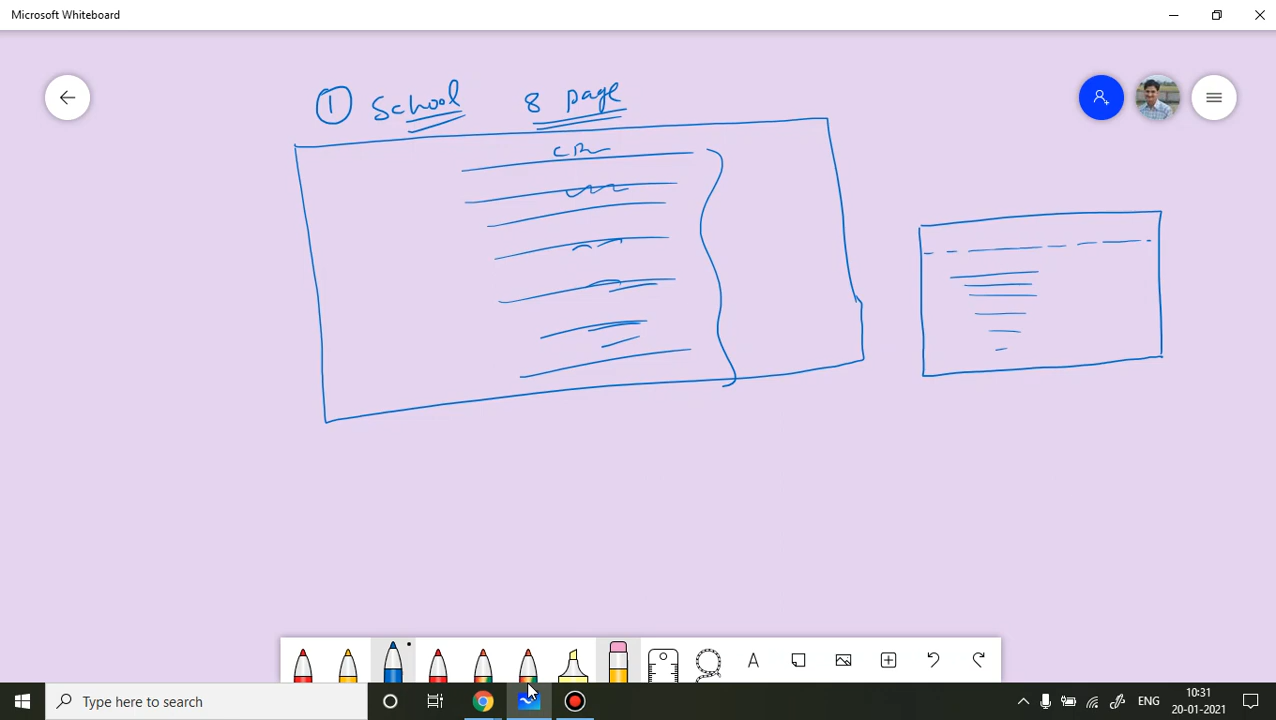 Microsoft Whiteboard
① School 8 page
A
Type here to search
ENG
10:31
20-01-2021